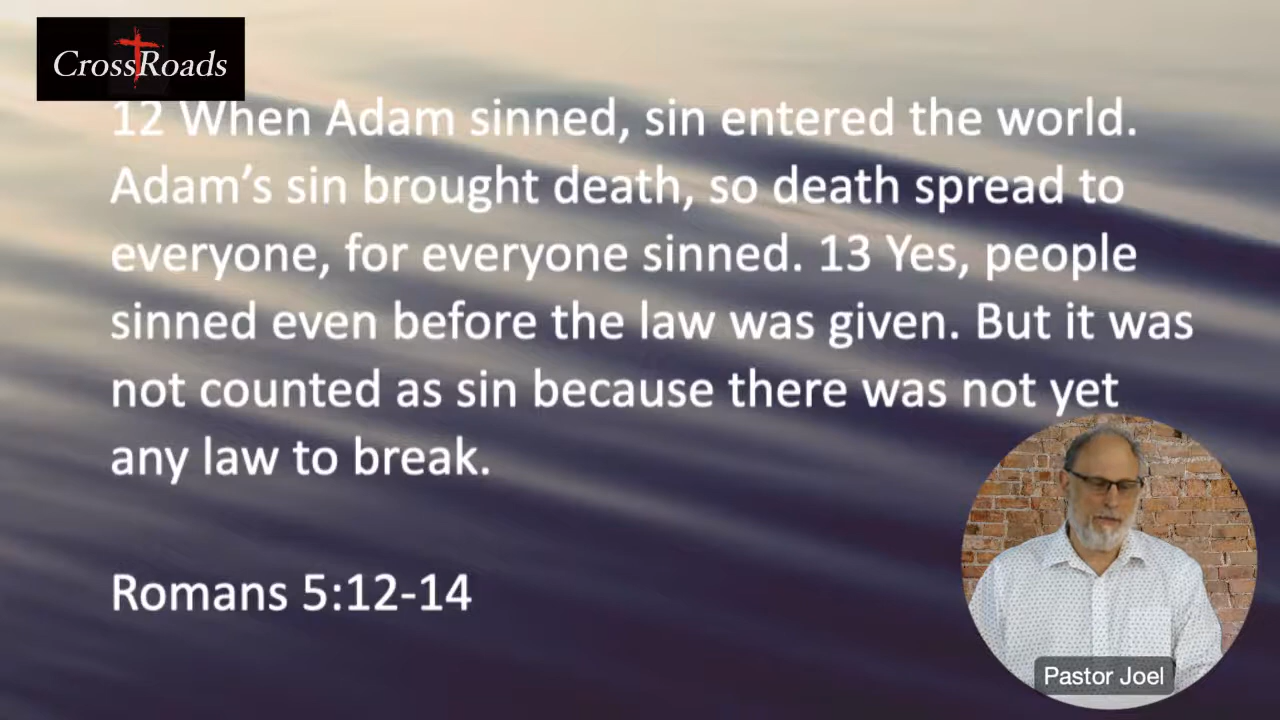 CrossRoads
12 When Adam sinned, sin entered the world.
Adam’s sin brought death, so death spread to
everyone, for everyone sinned. 13 Yes, people
sinned even before the law was given. But it was
not counted as sin because there was not yet
any law to break.
Romans 5:12-14
Pastor Joel